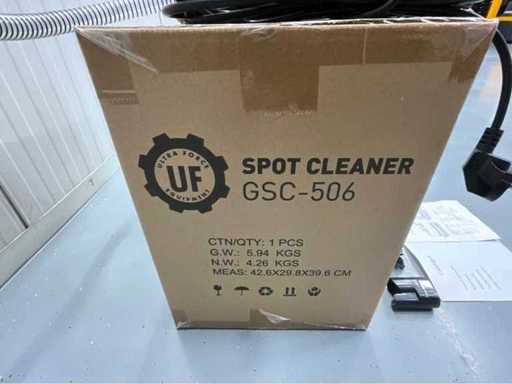 ULTRA FORCE
UF
EQUIPMENT
SPOT CLEANER
GSC-506
CTN/QTY: 1 PCS
G.W.: 5.94 KGS
N.W.: 4.26 KGS
MEAS: 42.6X29.8X39.6 CM